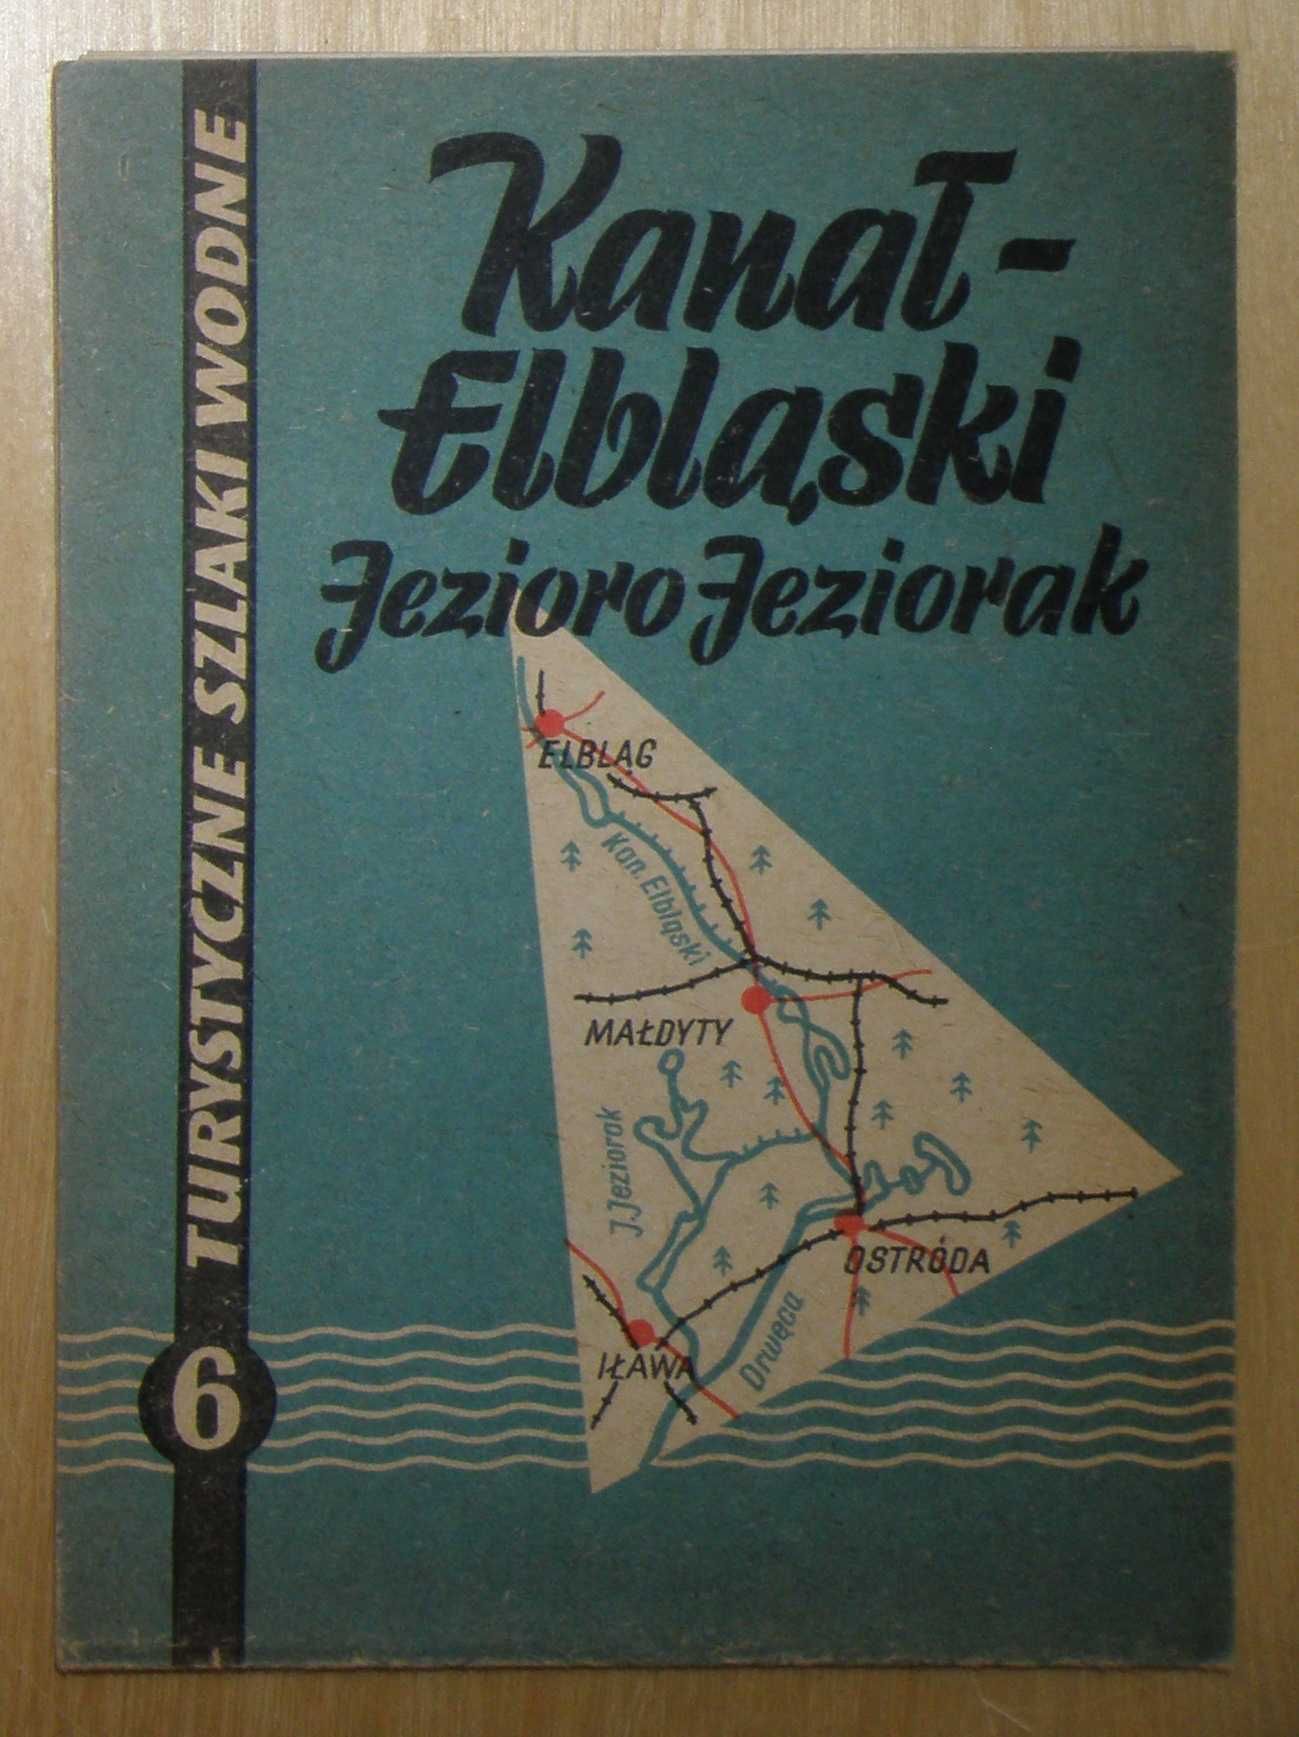 TURYSTYCZNE SZLAKI WODNE
6
Kanał-
Elbląski
Jezioro Jeziorak
ELBLĄG
Kan. Elbląski
MAŁDYTY
J. Jeziorak
OSTRÓDA
Drwęca
IŁAWA